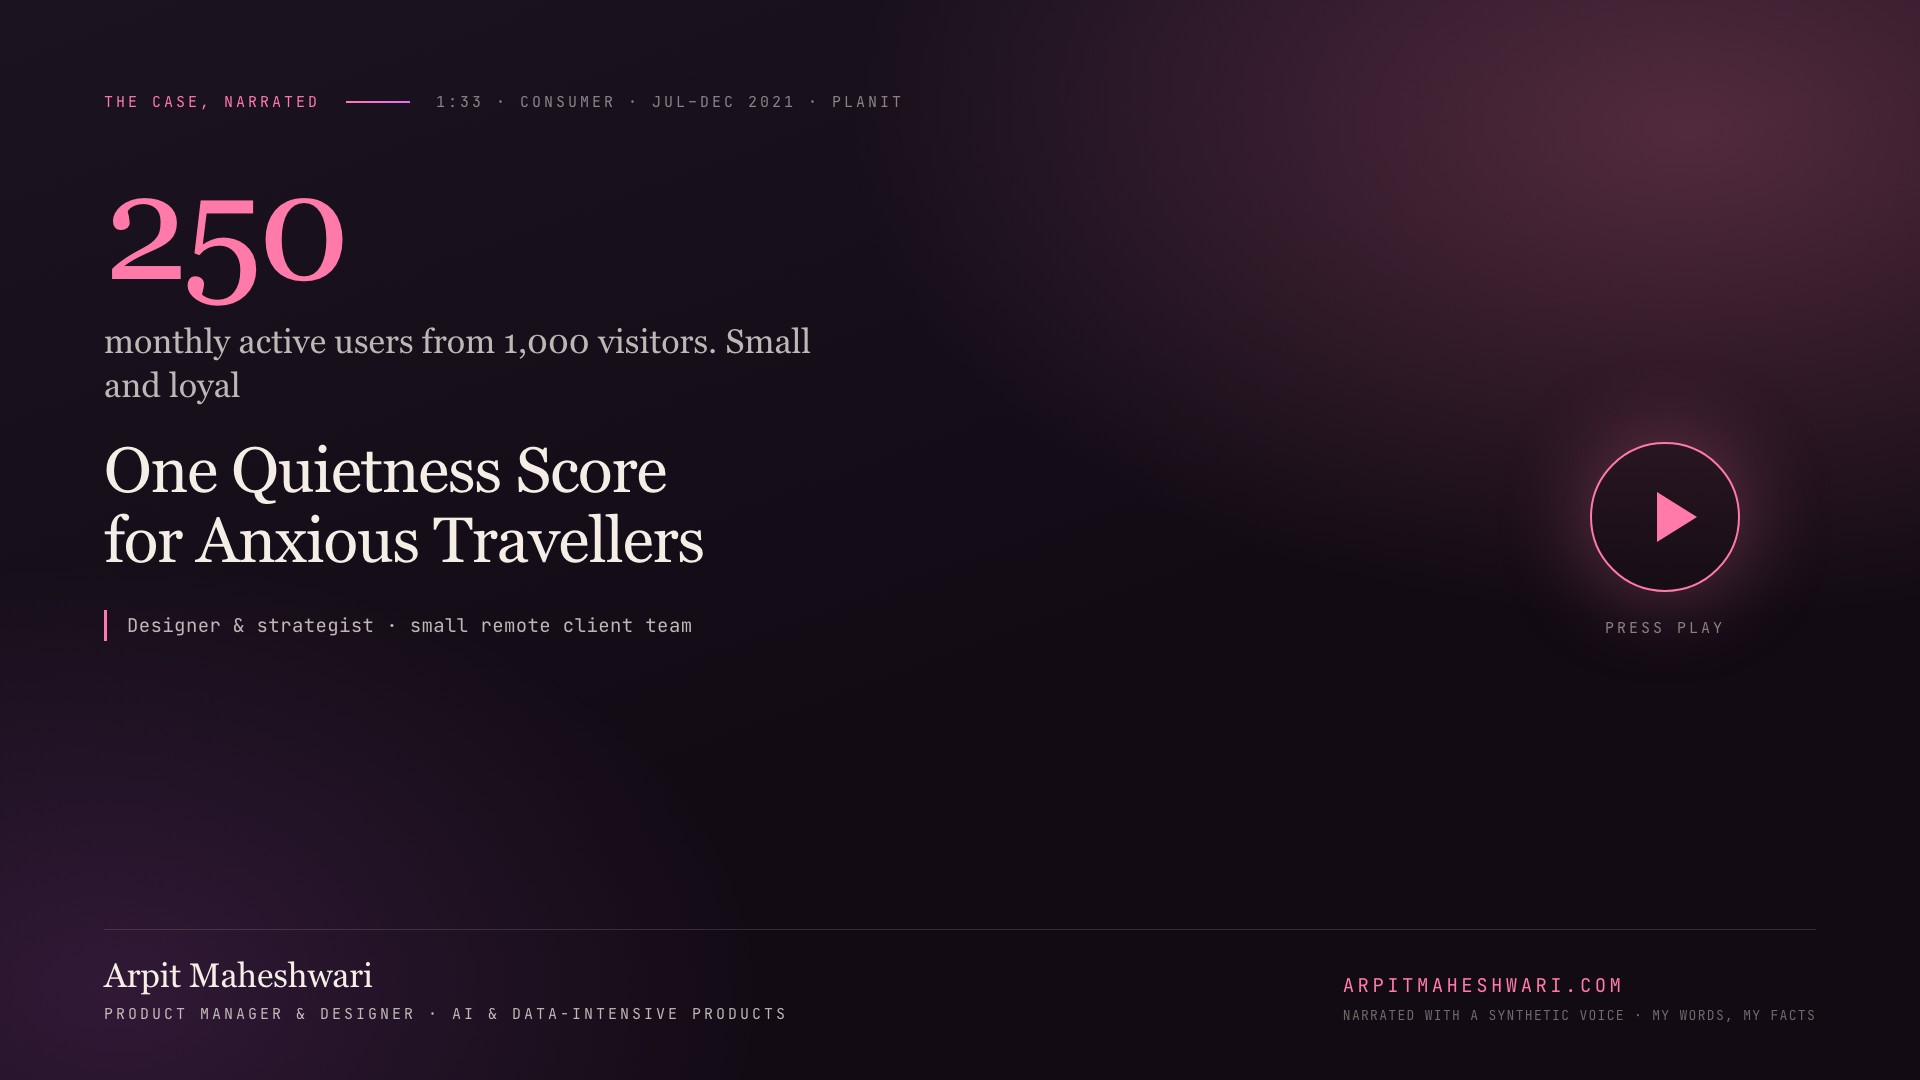 THE CASE, NARRATED 1:33 · CONSUMER · JUL–DEC 2021 · PLANIT
250
monthly active users from 1,000 visitors. Small
and loyal
One Quietness Score
for Anxious Travellers
Designer & strategist · small remote client team
PRESS PLAY
Arpit Maheshwari
PRODUCT MANAGER & DESIGNER · AI & DATA-INTENSIVE PRODUCTS
ARPITMAHESHWARI.COM
NARRATED WITH A SYNTHETIC VOICE · MY WORDS, MY FACTS